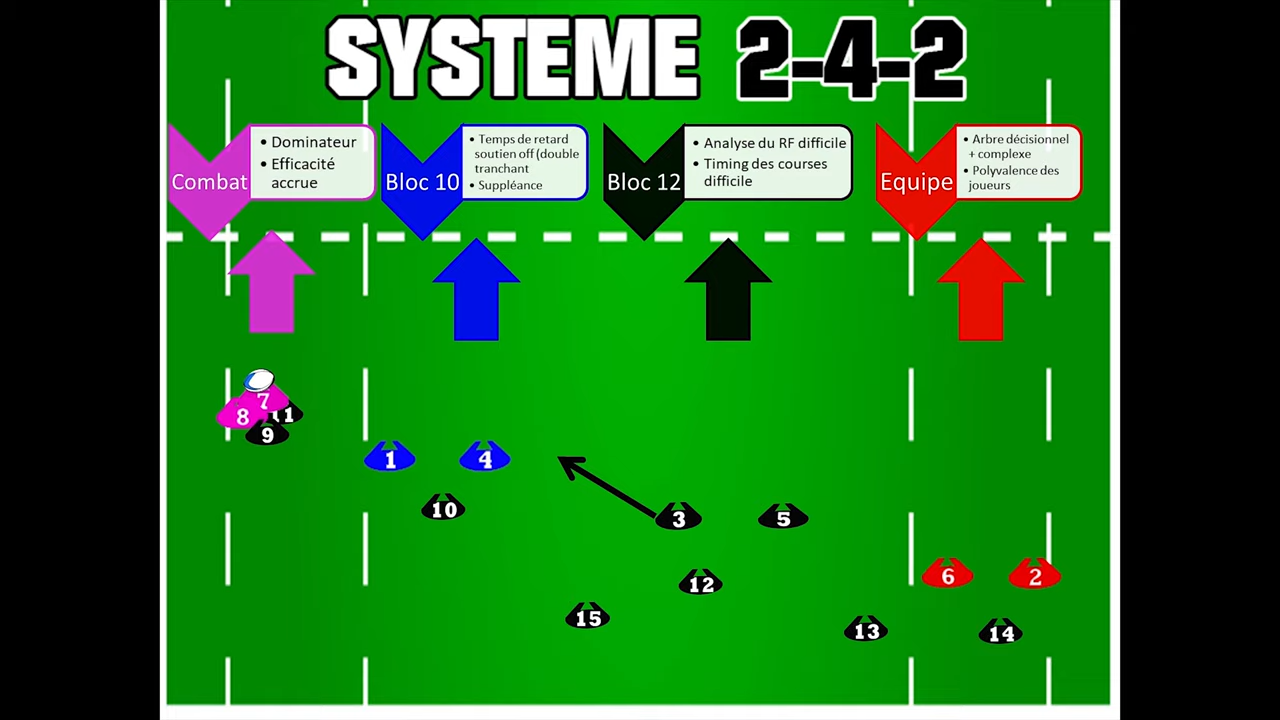 SYSTEME 2-4-2
Combat
• Dominateur
• Efficacité
accrue
Bloc 10
• Temps de retard
soutien off (double
tranchant
• Suppléance
Bloc 12
• Analyse du RF difficile
• Timing des courses
difficile
Equipe
• Arbre décisionnel
+ complexe
• Polyvalence des
joueurs
7
8
11
9
1
4
10
3
5
12
15
6
2
13
14